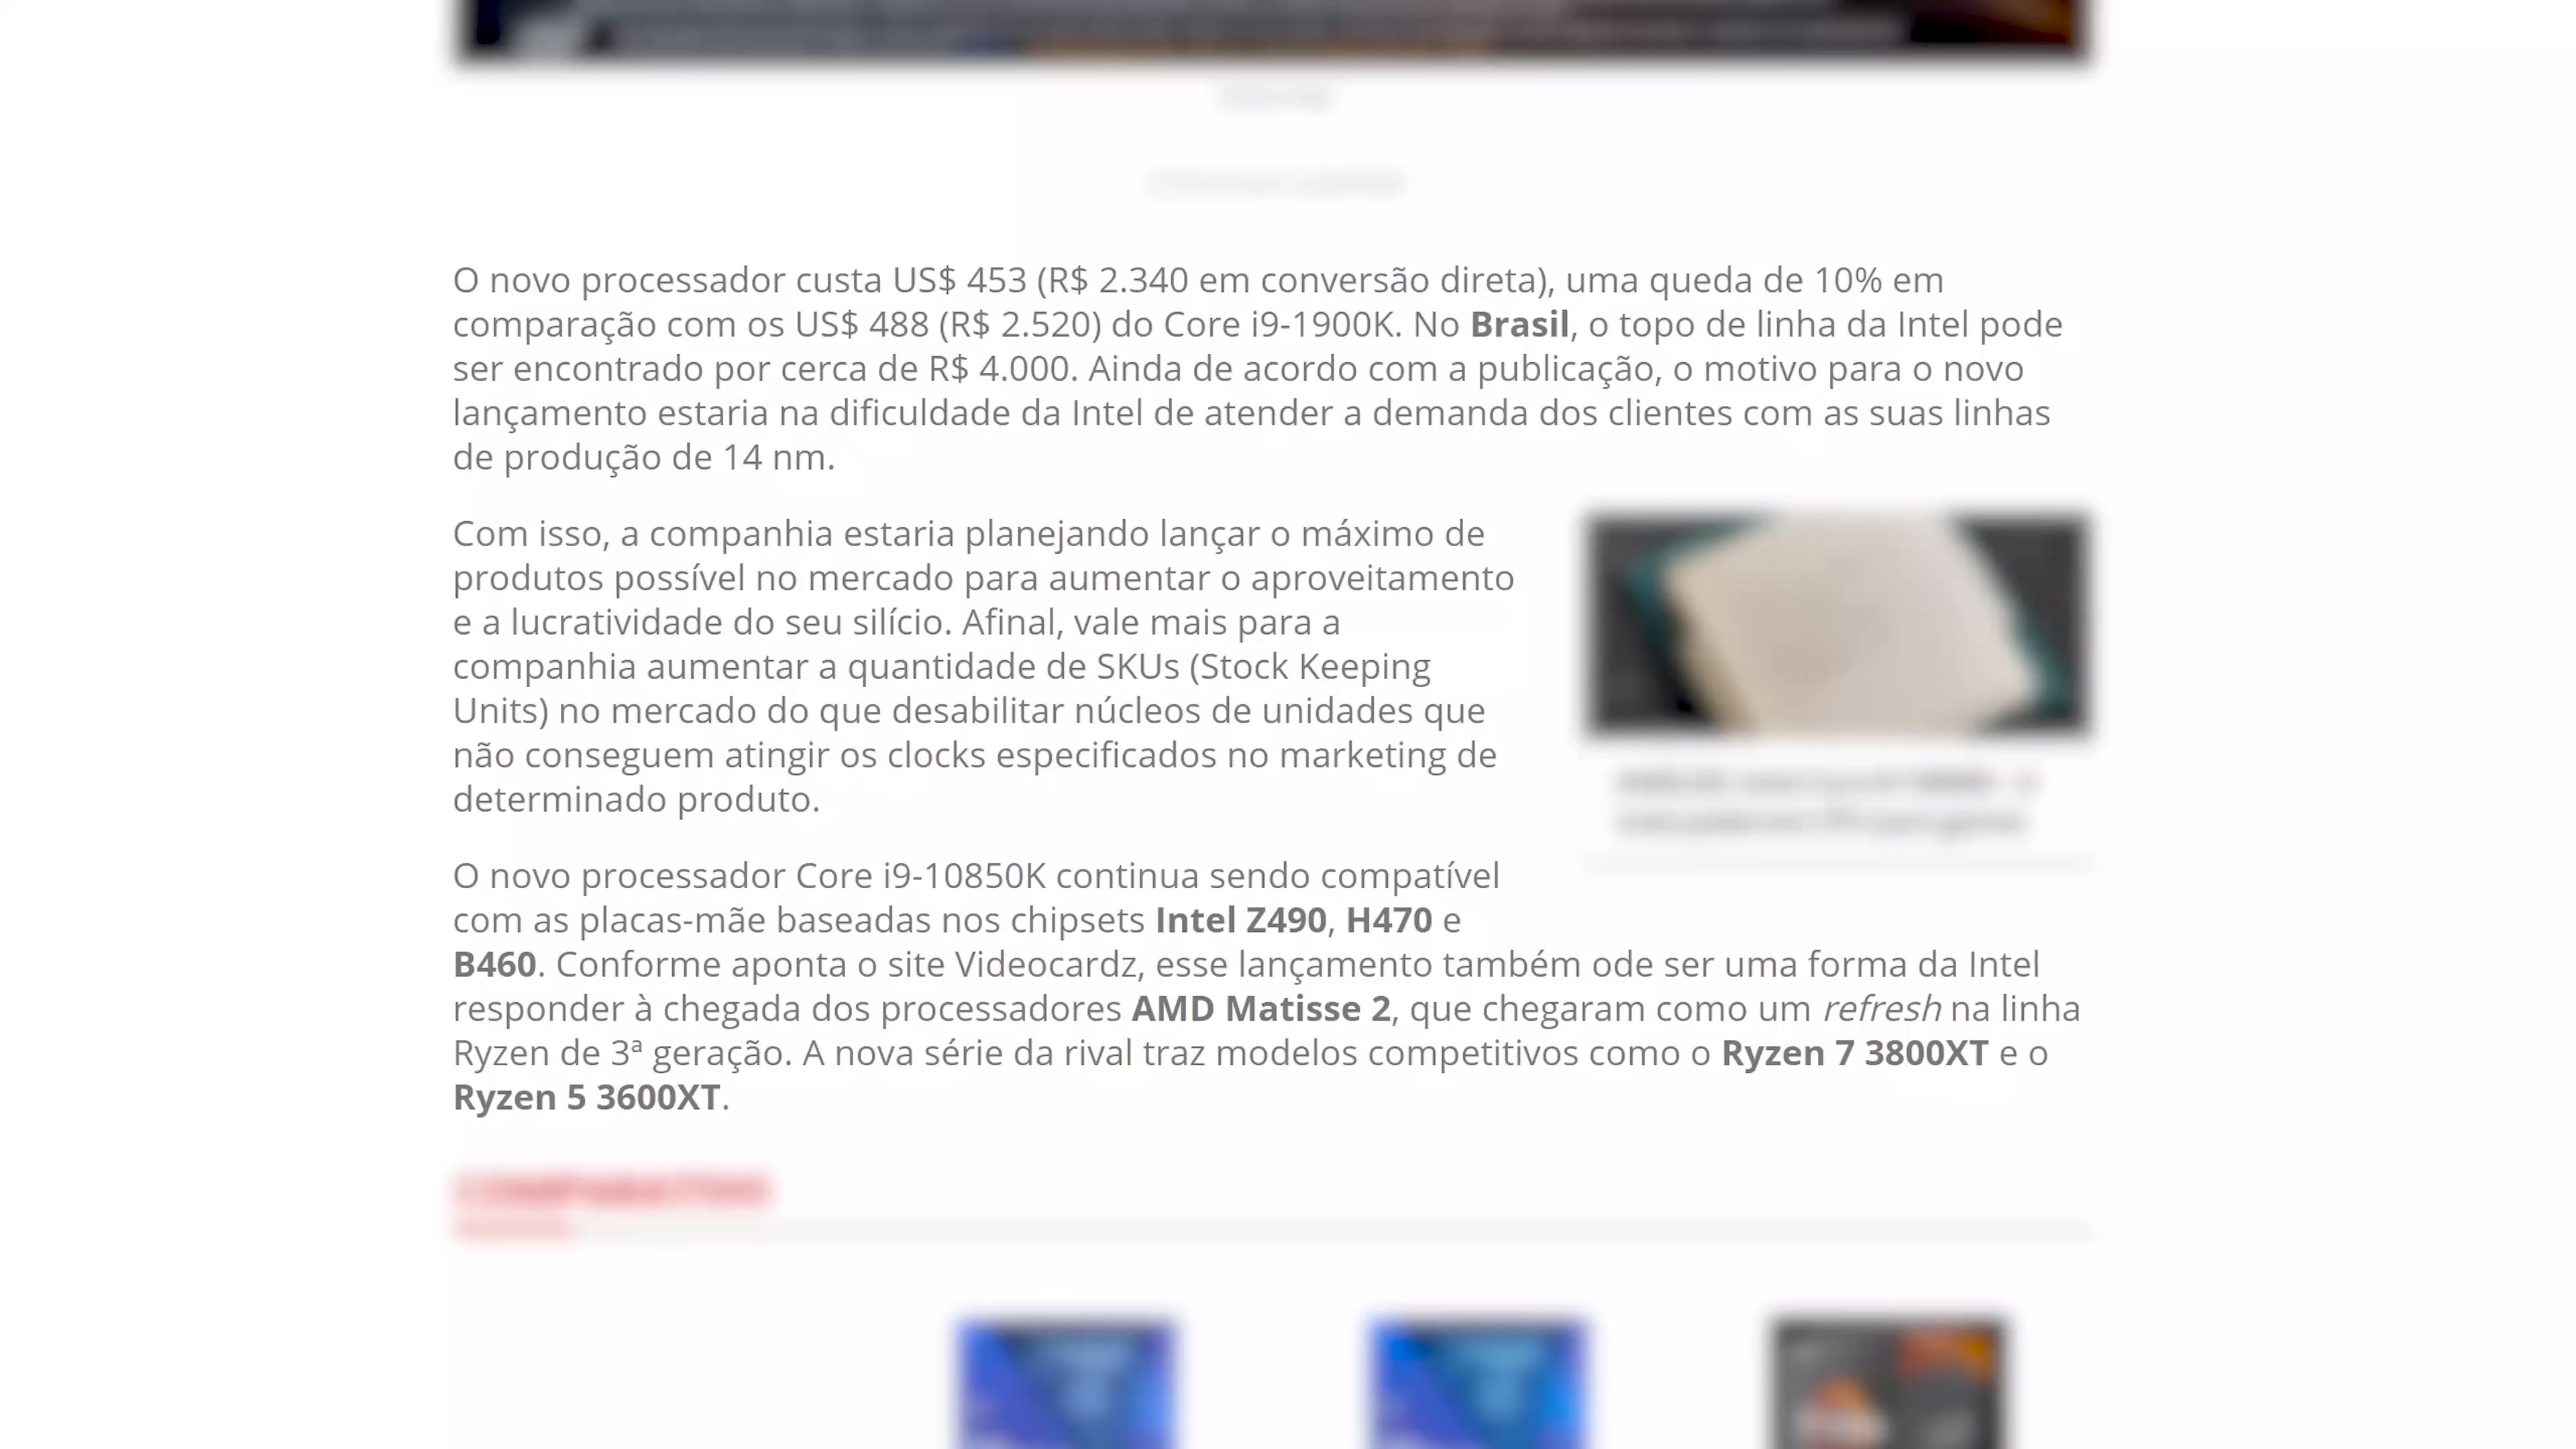 O novo processador custa US$ 453 (R$ 2.340 em conversão direta), uma queda de 10% em
comparação com os US$ 488 (R$ 2.520) do Core i9-1900K. No Brasil, o topo de linha da Intel pode
ser encontrado por cerca de R$ 4.000. Ainda de acordo com a publicação, o motivo para o novo
lançamento estaria na dificuldade da Intel de atender a demanda dos clientes com as suas linhas
de produção de 14 nm.
Com isso, a companhia estaria planejando lançar o máximo de
produtos possível no mercado para aumentar o aproveitamento
e a lucratividade do seu silício. Afinal, vale mais para a
companhia aumentar a quantidade de SKUs (Stock Keeping
Units) no mercado do que desabilitar núcleos de unidades que
não conseguem atingir os clocks especificados no marketing de
determinado produto.
O novo processador Core i9-10850K continua sendo compatível
com as placas-mãe baseadas nos chipsets Intel Z490, H470 e
B460. Conforme aponta o site Videocardz, esse lançamento também ode ser uma forma da Intel
responder à chegada dos processadores AMD Matisse 2, que chegaram como um refresh na linha
Ryzen de 3ª geração. A nova série da rival traz modelos competitivos como o Ryzen 7 3800XT e o
Ryzen 5 3600XT.
COMPARATIVO